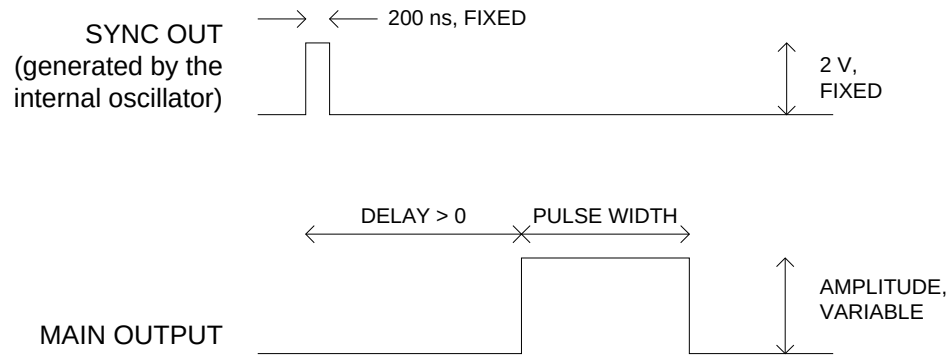 200 ns, FIXED
SYNC OUT
(generated by the
internal oscillator)
2 V,
FIXED
DELAY > 0
PULSE WIDTH
AMPLITUDE,
VARIABLE
MAIN OUTPUT